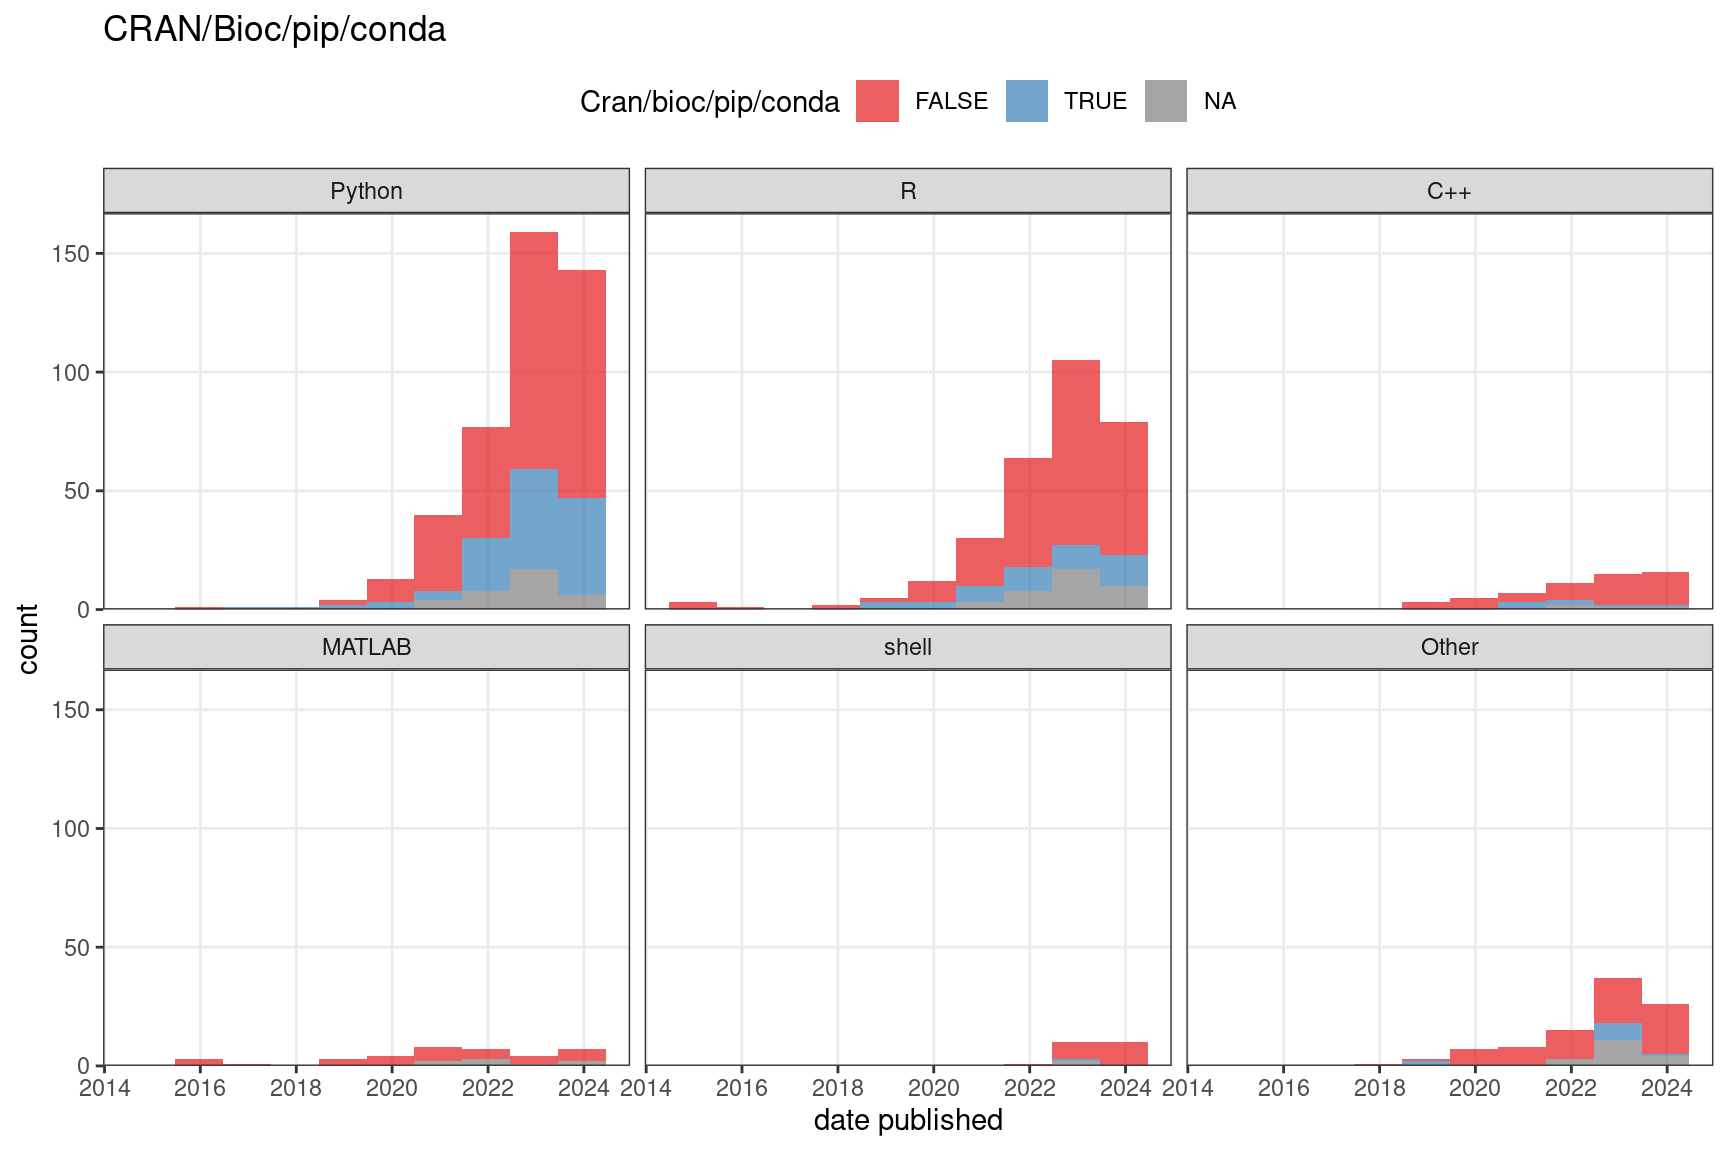 CRAN/Bioc/pip/conda
Cran/bioc/pip/conda FALSE TRUE NA
Python R C++
150
100
50
0
count
MATLAB shell Other
150
100
50
0
2014 2016 2018 2020 2022 2024 2014 2016 2018 2020 2022 2024 2014 2016 2018 2020 2022 2024
date published